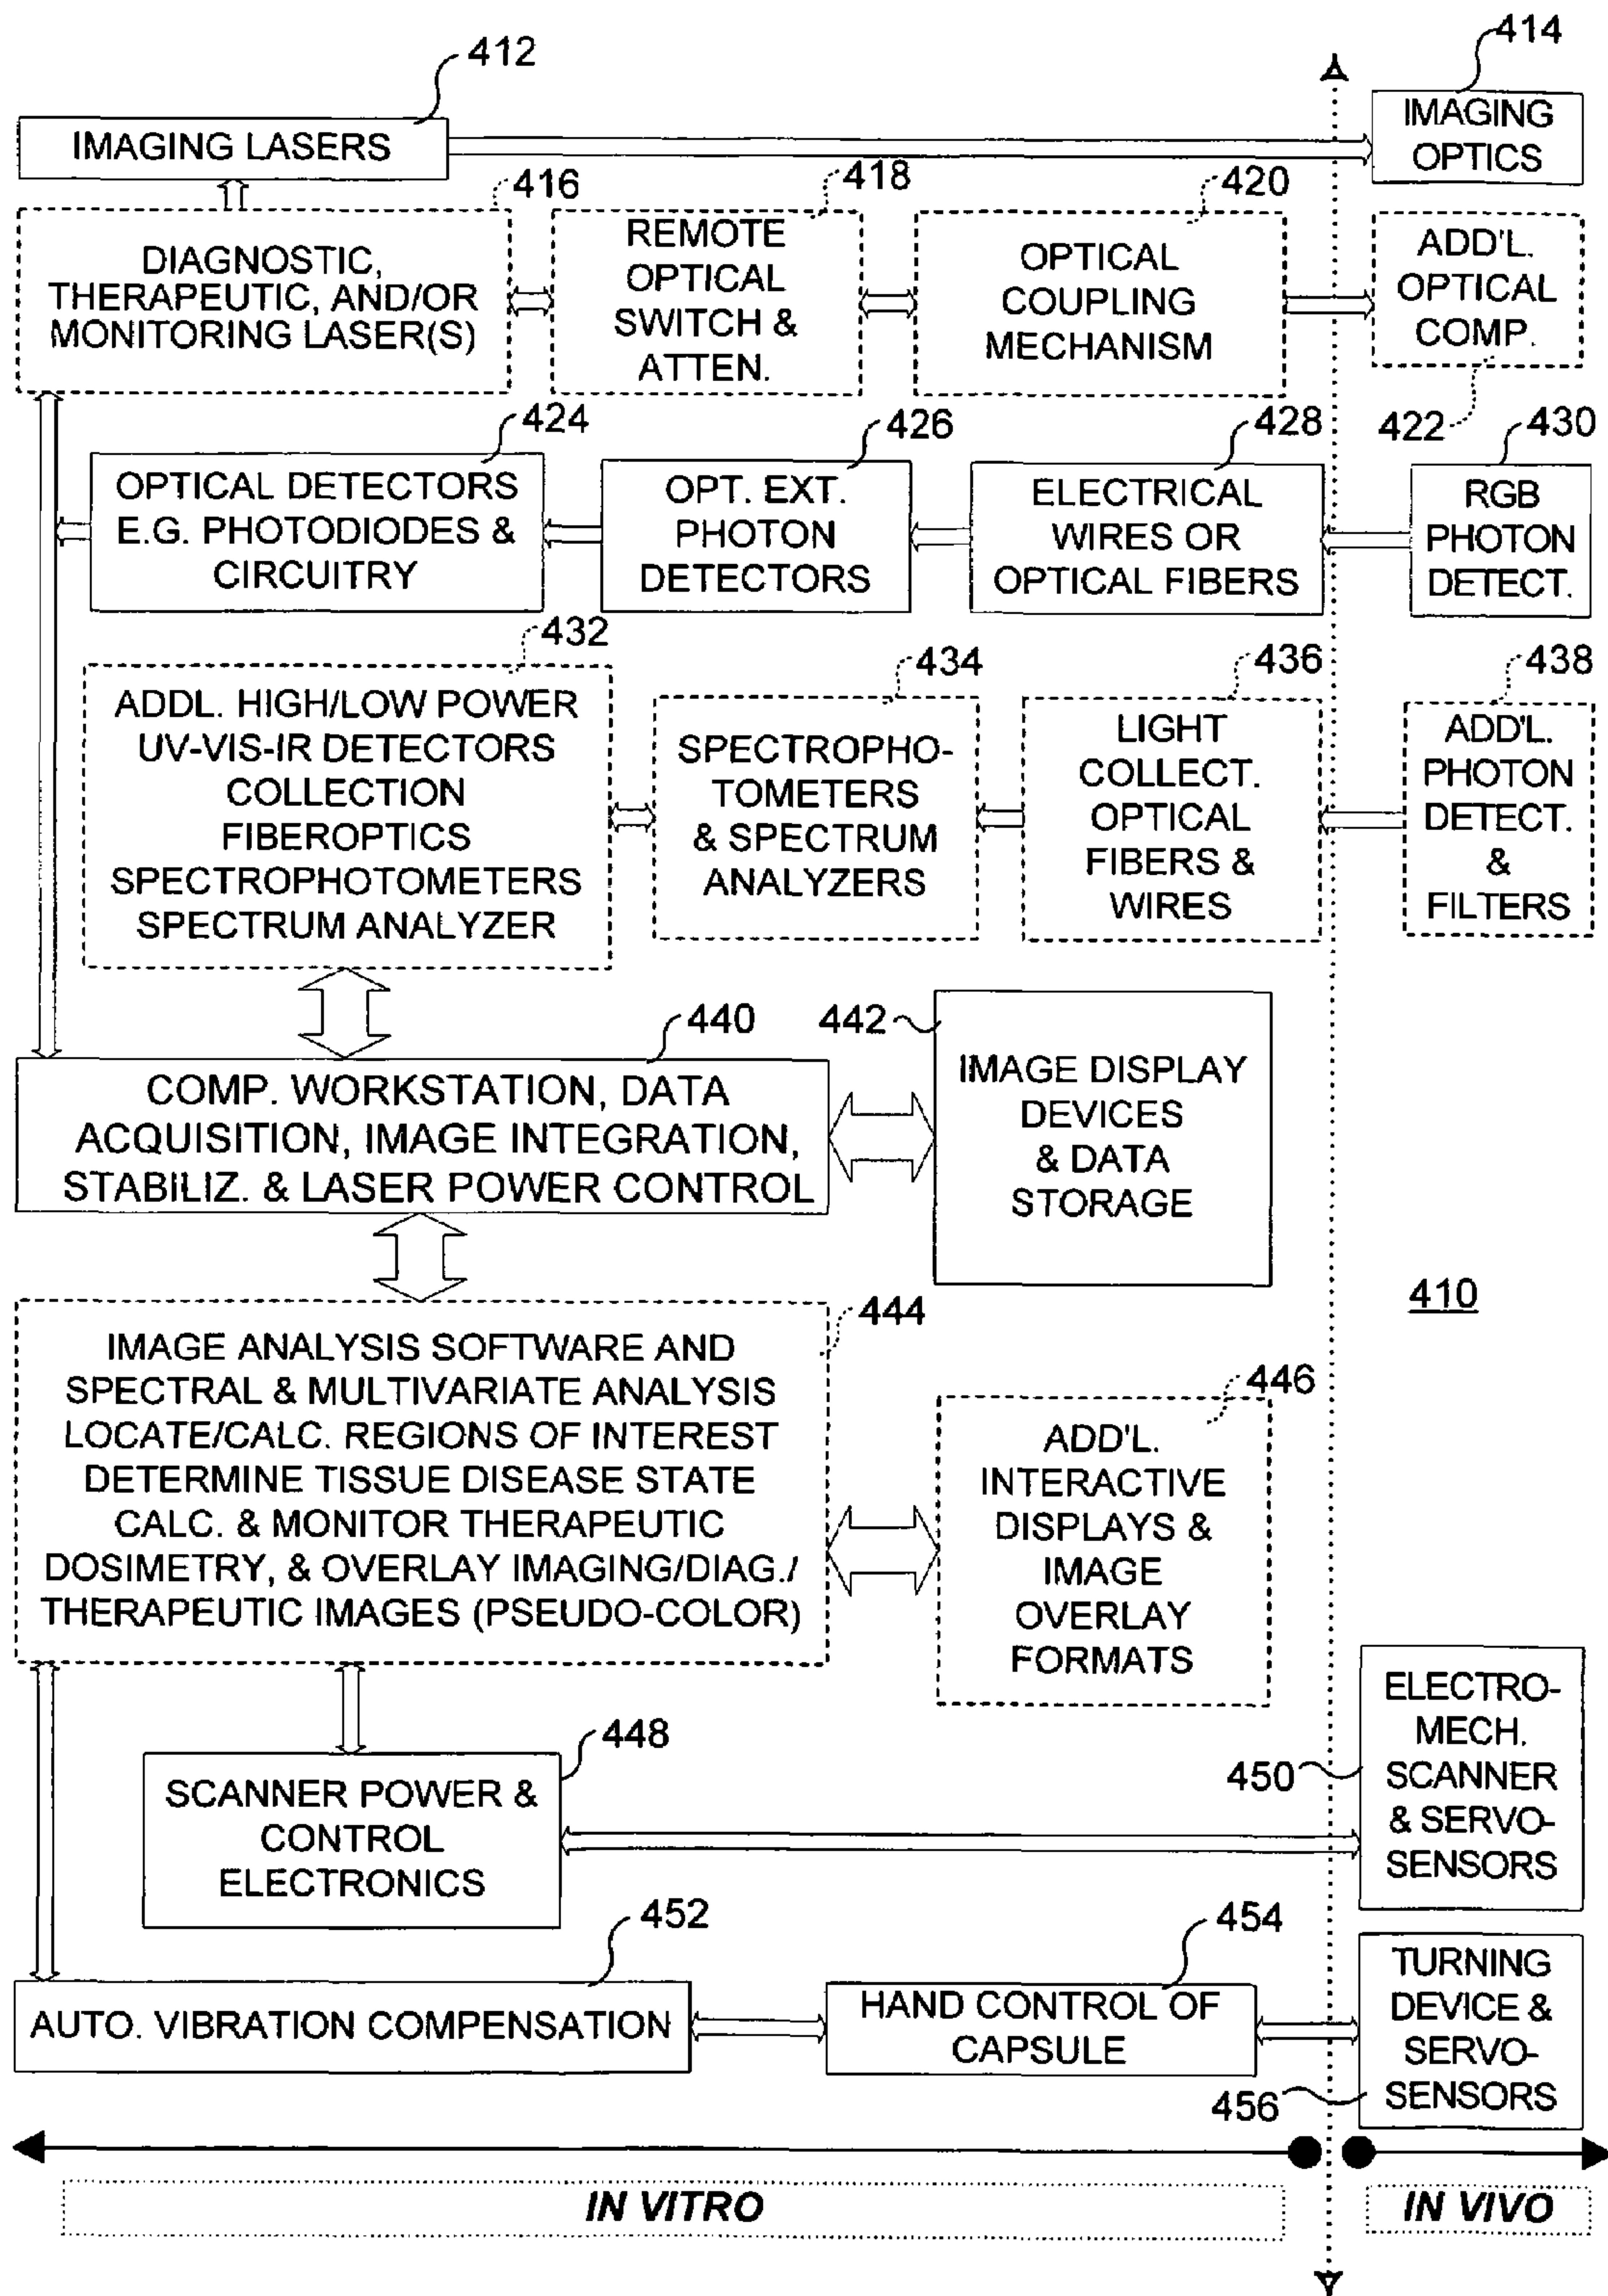 412
414
IMAGING LASERS
IMAGING
OPTICS
416
418
420
DIAGNOSTIC,
THERAPEUTIC, AND/OR
MONITORING LASER(S)
REMOTE
OPTICAL
SWITCH &
ATTEN.
OPTICAL
COUPLING
MECHANISM
ADD'L.
OPTICAL
COMP.
422
424
426
428
430
OPTICAL DETECTORS
E.G. PHOTODIODES &
CIRCUITRY
OPT. EXT.
PHOTON
DETECTORS
ELECTRICAL
WIRES OR
OPTICAL FIBERS
RGB
PHOTON
DETECT.
432
434
436
438
ADDL. HIGH/LOW POWER
UV-VIS-IR DETECTORS
COLLECTION
FIBEROPTICS
SPECTROPHOTOMETERS
SPECTRUM ANALYZER
SPECTROPHO-
TOMETERS
& SPECTRUM
ANALYZERS
LIGHT
COLLECT.
OPTICAL
FIBERS &
WIRES
ADD'L.
PHOTON
DETECT.
&
FILTERS
440
442
COMP. WORKSTATION, DATA
ACQUISITION, IMAGE INTEGRATION,
STABILIZ. & LASER POWER CONTROL
IMAGE DISPLAY
DEVICES
& DATA
STORAGE
410
444
446
IMAGE ANALYSIS SOFTWARE AND
SPECTRAL & MULTIVARIATE ANALYSIS
LOCATE/CALC. REGIONS OF INTEREST
DETERMINE TISSUE DISEASE STATE
CALC. & MONITOR THERAPEUTIC
DOSIMETRY, & OVERLAY IMAGING/DIAG./
THERAPEUTIC IMAGES (PSEUDO-COLOR)
ADD'L.
INTERACTIVE
DISPLAYS &
IMAGE
OVERLAY
FORMATS
448
450
SCANNER POWER &
CONTROL
ELECTRONICS
ELECTRO-
MECH.
SCANNER
& SERVO-
SENSORS
452
454
456
AUTO. VIBRATION COMPENSATION
HAND CONTROL OF
CAPSULE
TURNING
DEVICE &
SERVO-
SENSORS
IN VITRO
IN VIVO